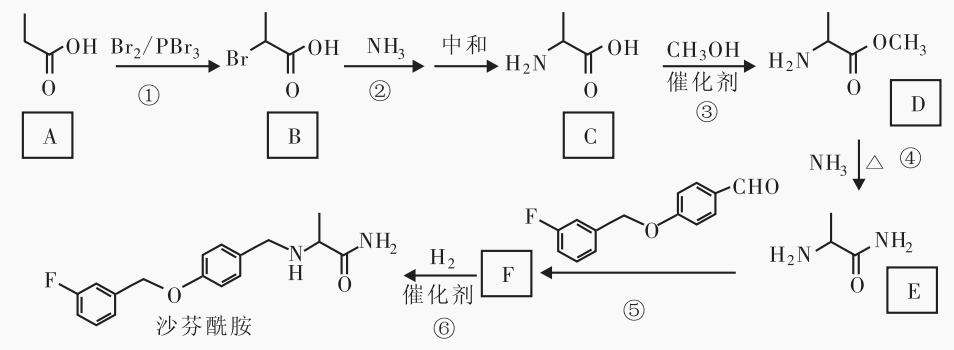 OH
O
A
Br₂/PBr₃
①
Br
OH
O
B
NH₃
②
中和
H₂N
OH
O
C
CH₃OH
催化剂
③
H₂N
OCH₃
O
D
NH₃
△
④
H₂N
NH₂
O
E
F
O
CHO
⑤
F
H₂
催化剂
⑥
F
O
N
H
NH₂
O
沙芬酰胺